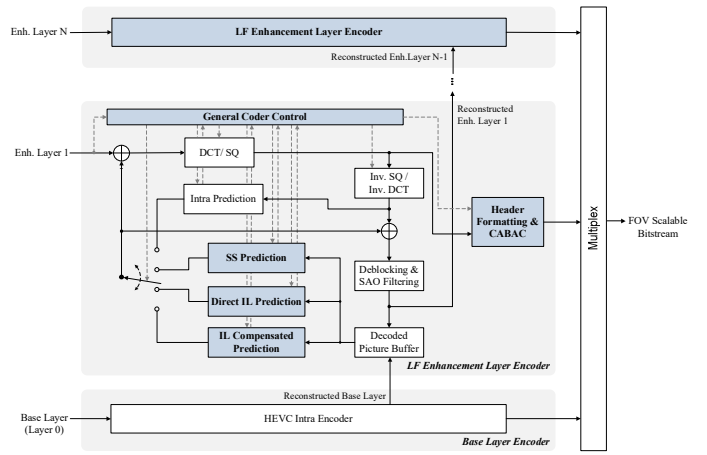 Enh. Layer N
LF Enhancement Layer Encoder
Reconstructed Enh.Layer N-1
...
Reconstructed
Enh. Layer 1
General Coder Control
Enh. Layer 1
DCT/ SQ
Inv. SQ /
Inv. DCT
Intra Prediction
Header
Formatting &
CABAC
Multiplex
FOV Scalable
Bitstream
SS Prediction
Deblocking &
SAO Filtering
Direct IL Prediction
IL Compensated
Prediction
Decoded
Picture Buffer
LF Enhancement Layer Encoder
Reconstructed Base Layer
Base Layer
(Layer 0)
HEVC Intra Encoder
Base Layer Encoder